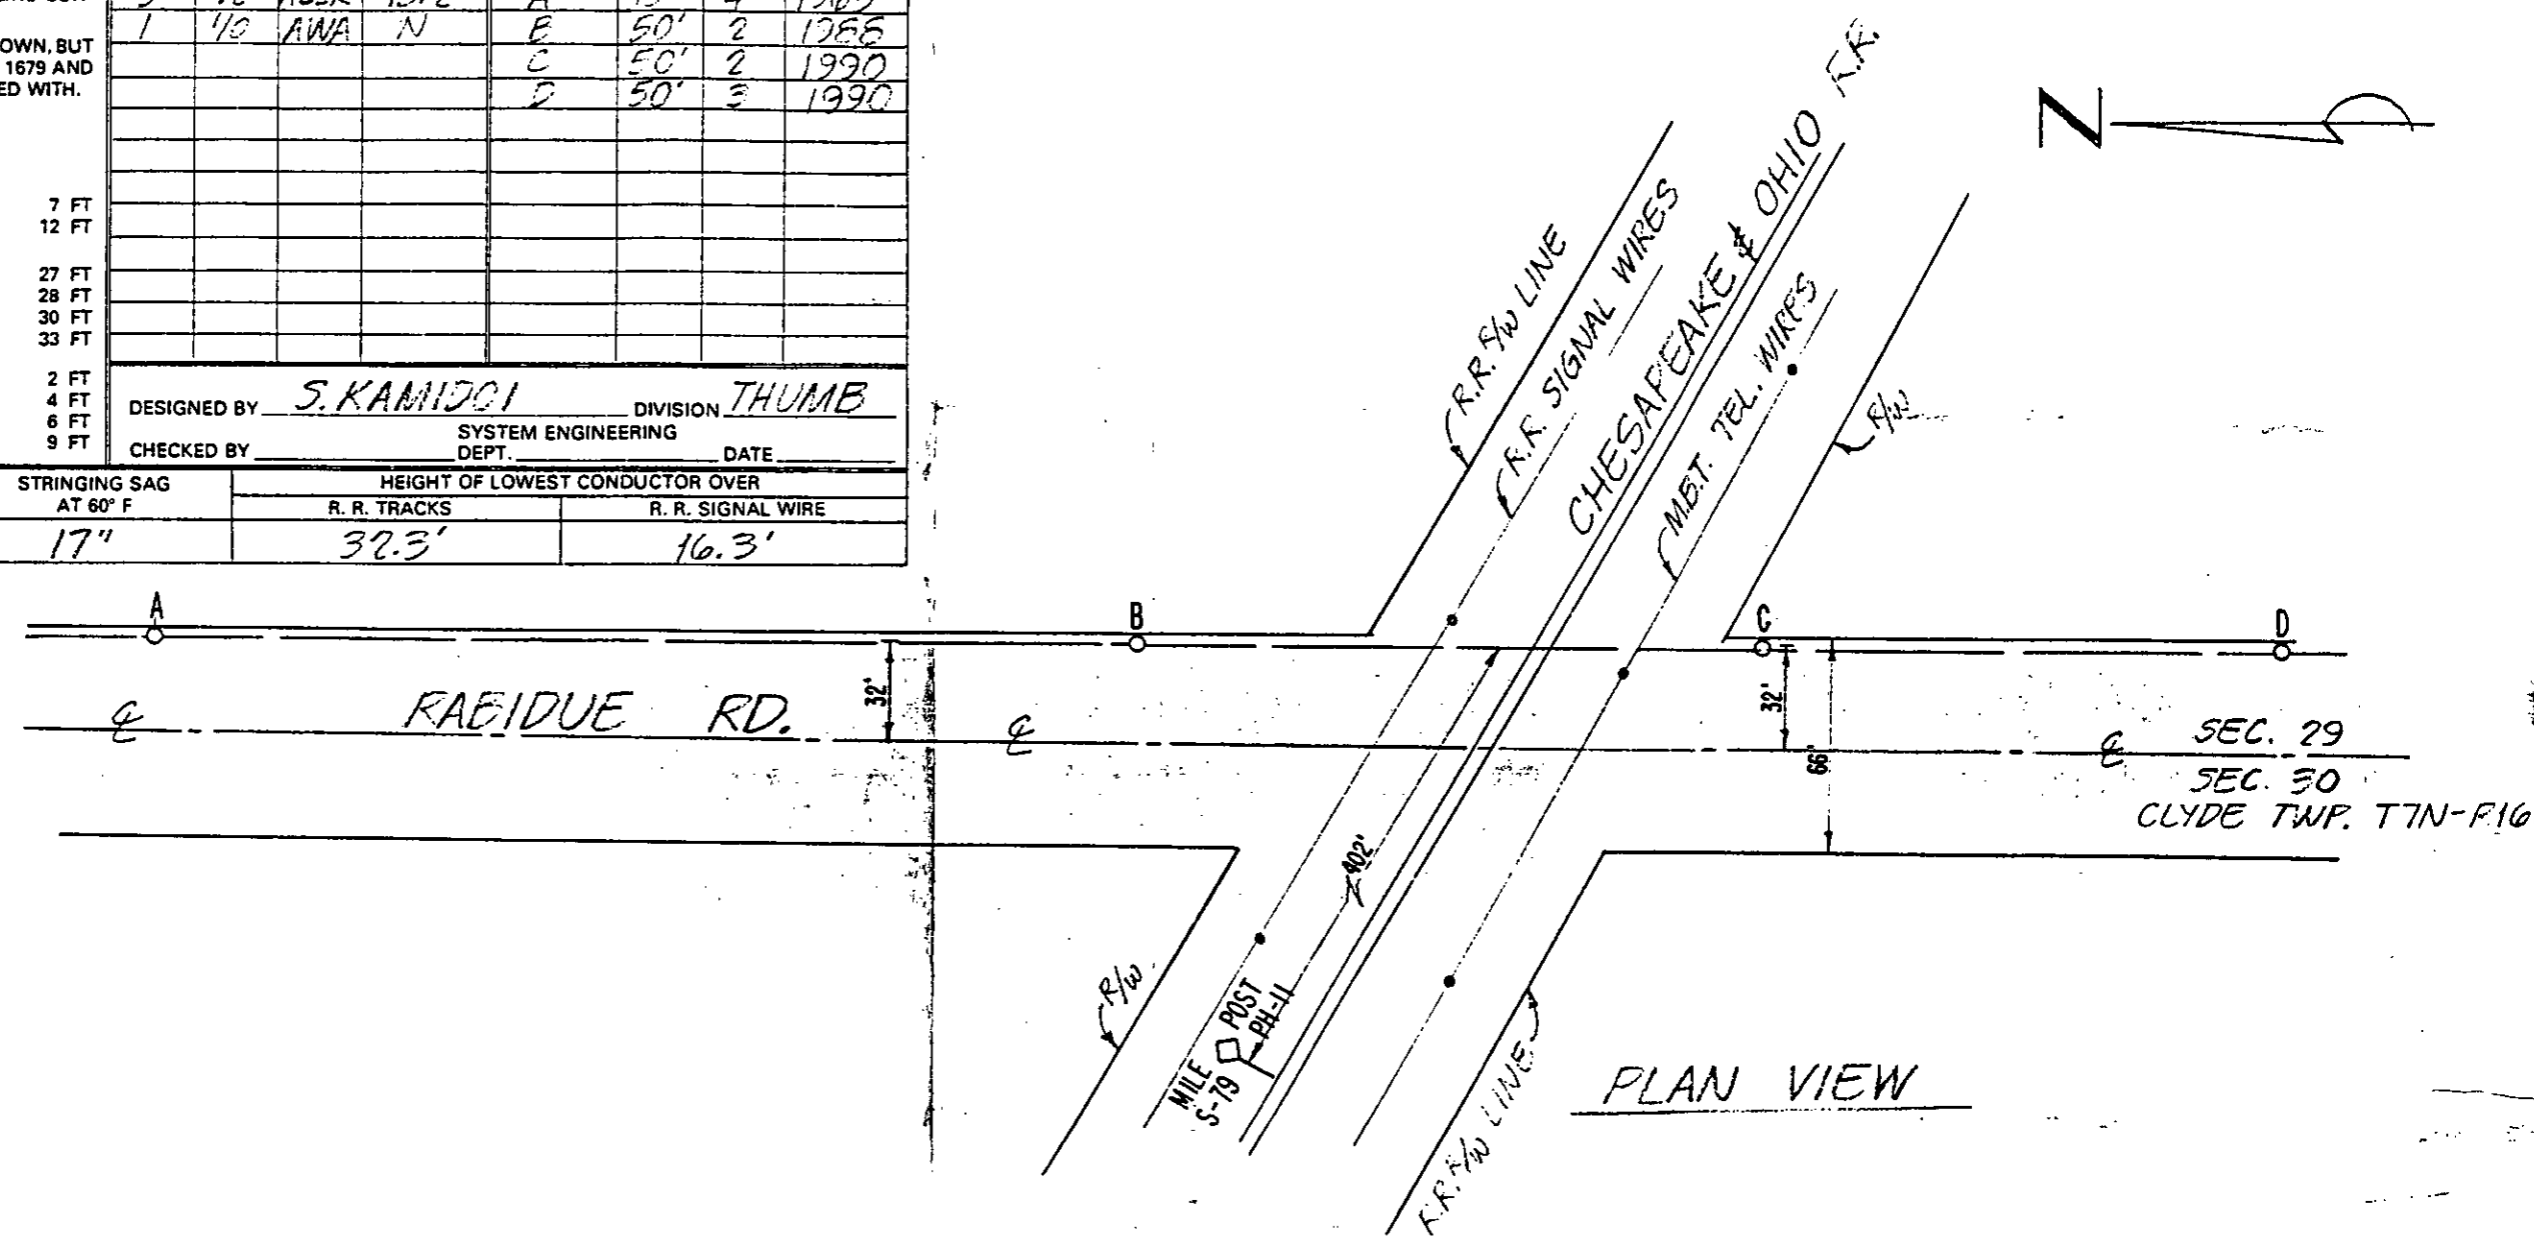 1 1/0 AWA N B 50' 2 1988
OWN, BUT
C 50' 2 1990
1679 AND
D 50' 3 1990
ED WITH.
7 FT
12 FT
27 FT
28 FT
30 FT
33 FT
2 FT
4 FT
6 FT
9 FT
DESIGNED BY S. KAMIDOI DIVISION THUMB
SYSTEM ENGINEERING
CHECKED BY DEPT. DATE
STRINGING SAG
AT 60° F
HEIGHT OF LOWEST CONDUCTOR OVER
R. R. TRACKS
R. R. SIGNAL WIRE
17"
32.3'
16.3'
N
R.R. R/W LINE
R.R. SIGNAL WIRES
CHESAPEAKE & OHIO R.R.
M.B.T. TEL. WIRES
R/W
A
B
C
D
32'
32'
66'
RABIDUE RD.
℄
℄
℄
SEC. 29
SEC. 30
CLYDE TWP. T7N-R16
402'
R/W
MILE POST
S-79 PH-11
R.R. R/W LINE
PLAN VIEW